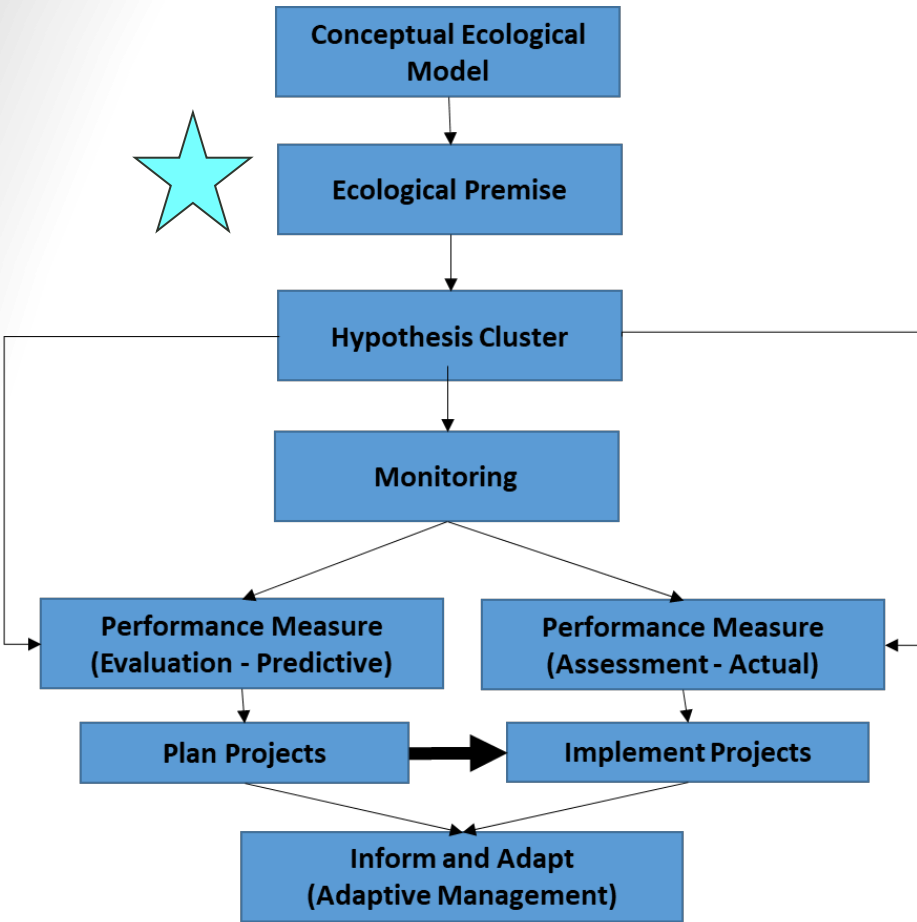 Conceptual Ecological
Model
Ecological Premise
Hypothesis Cluster
Monitoring
Performance Measure
(Evaluation - Predictive)
Performance Measure
(Assessment - Actual)
Plan Projects
Implement Projects
Inform and Adapt
(Adaptive Management)